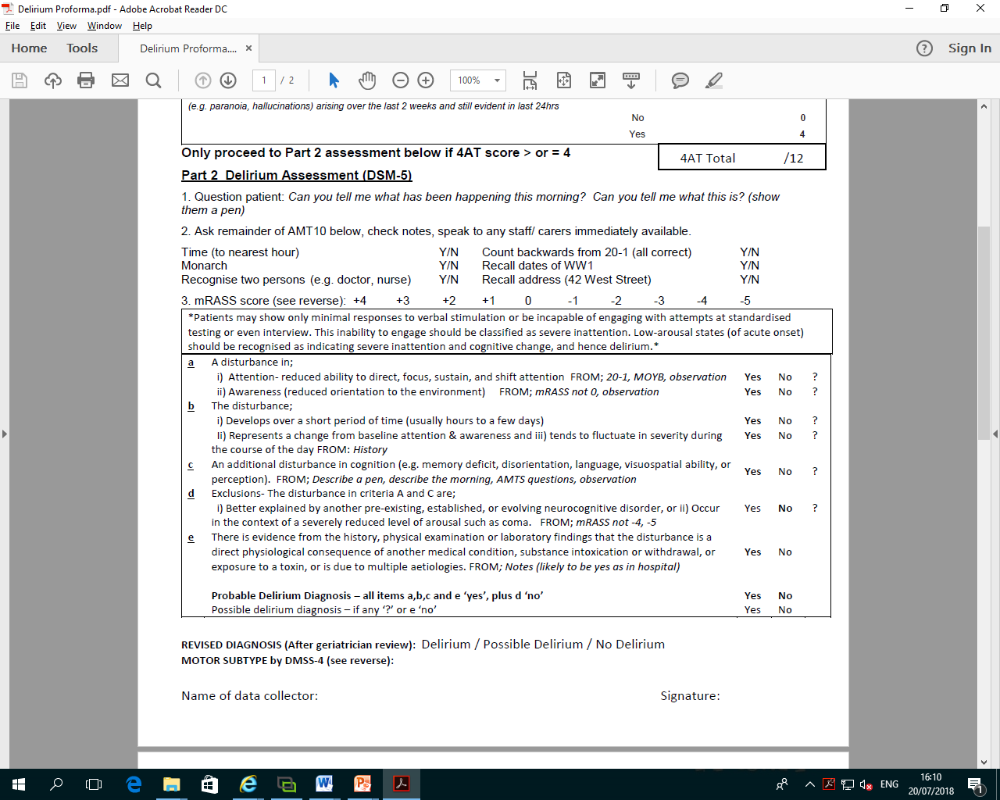 Delirium Proforma.pdf - Adobe Acrobat Reader DC
File Edit View Window Help
Home Tools Delirium Proforma.... × ? Sign In
1 / 2 100%
(e.g. paranoia, hallucinations) arising over the last 2 weeks and still evident in last 24hrs
No 0
Yes 4
Only proceed to Part 2 assessment below if 4AT score > or = 4
4AT Total /12
Part 2 Delirium Assessment (DSM-5)
1. Question patient: Can you tell me what has been happening this morning? Can you tell me what this is? (show
them a pen)
2. Ask remainder of AMT10 below, check notes, speak to any staff/ carers immediately available.
Time (to nearest hour) Y/N Count backwards from 20-1 (all correct) Y/N
Monarch Y/N Recall dates of WW1 Y/N
Recognise two persons (e.g. doctor, nurse) Y/N Recall address (42 West Street) Y/N
3. mRASS score (see reverse): +4 +3 +2 +1 0 -1 -2 -3 -4 -5
*Patients may show only minimal responses to verbal stimulation or be incapable of engaging with attempts at standardised
testing or even interview. This inability to engage should be classified as severe inattention. Low-arousal states (of acute onset)
should be recognised as indicating severe inattention and cognitive change, and hence delirium.*
a A disturbance in;
i) Attention- reduced ability to direct, focus, sustain, and shift attention FROM; 20-1, MOYB, observation Yes No ?
ii) Awareness (reduced orientation to the environment) FROM; mRASS not 0, observation Yes No ?
b The disturbance;
i) Develops over a short period of time (usually hours to a few days) Yes No ?
Ii) Represents a change from baseline attention & awareness and iii) tends to fluctuate in severity during Yes No ?
the course of the day FROM: History
c An additional disturbance in cognition (e.g. memory deficit, disorientation, language, visuospatial ability, or
perception). FROM; Describe a pen, describe the morning, AMTS questions, observation Yes No ?
d Exclusions- The disturbance in criteria A and C are;
i) Better explained by another pre-existing, established, or evolving neurocognitive disorder, or ii) Occur Yes No ?
in the context of a severely reduced level of arousal such as coma. FROM; mRASS not -4, -5
e There is evidence from the history, physical examination or laboratory findings that the disturbance is a
direct physiological consequence of another medical condition, substance intoxication or withdrawal, or Yes No
exposure to a toxin, or is due to multiple aetiologies. FROM; Notes (likely to be yes as in hospital)
Probable Delirium Diagnosis – all items a,b,c and e ‘yes’, plus d ‘no’ Yes No
Possible delirium diagnosis – if any ‘?’ or e ‘no’ Yes No
REVISED DIAGNOSIS (After geriatrician review): Delirium / Possible Delirium / No Delirium
MOTOR SUBTYPE by DMSS-4 (see reverse):
Name of data collector: Signature:
ENG 16:10
20/07/2018 1